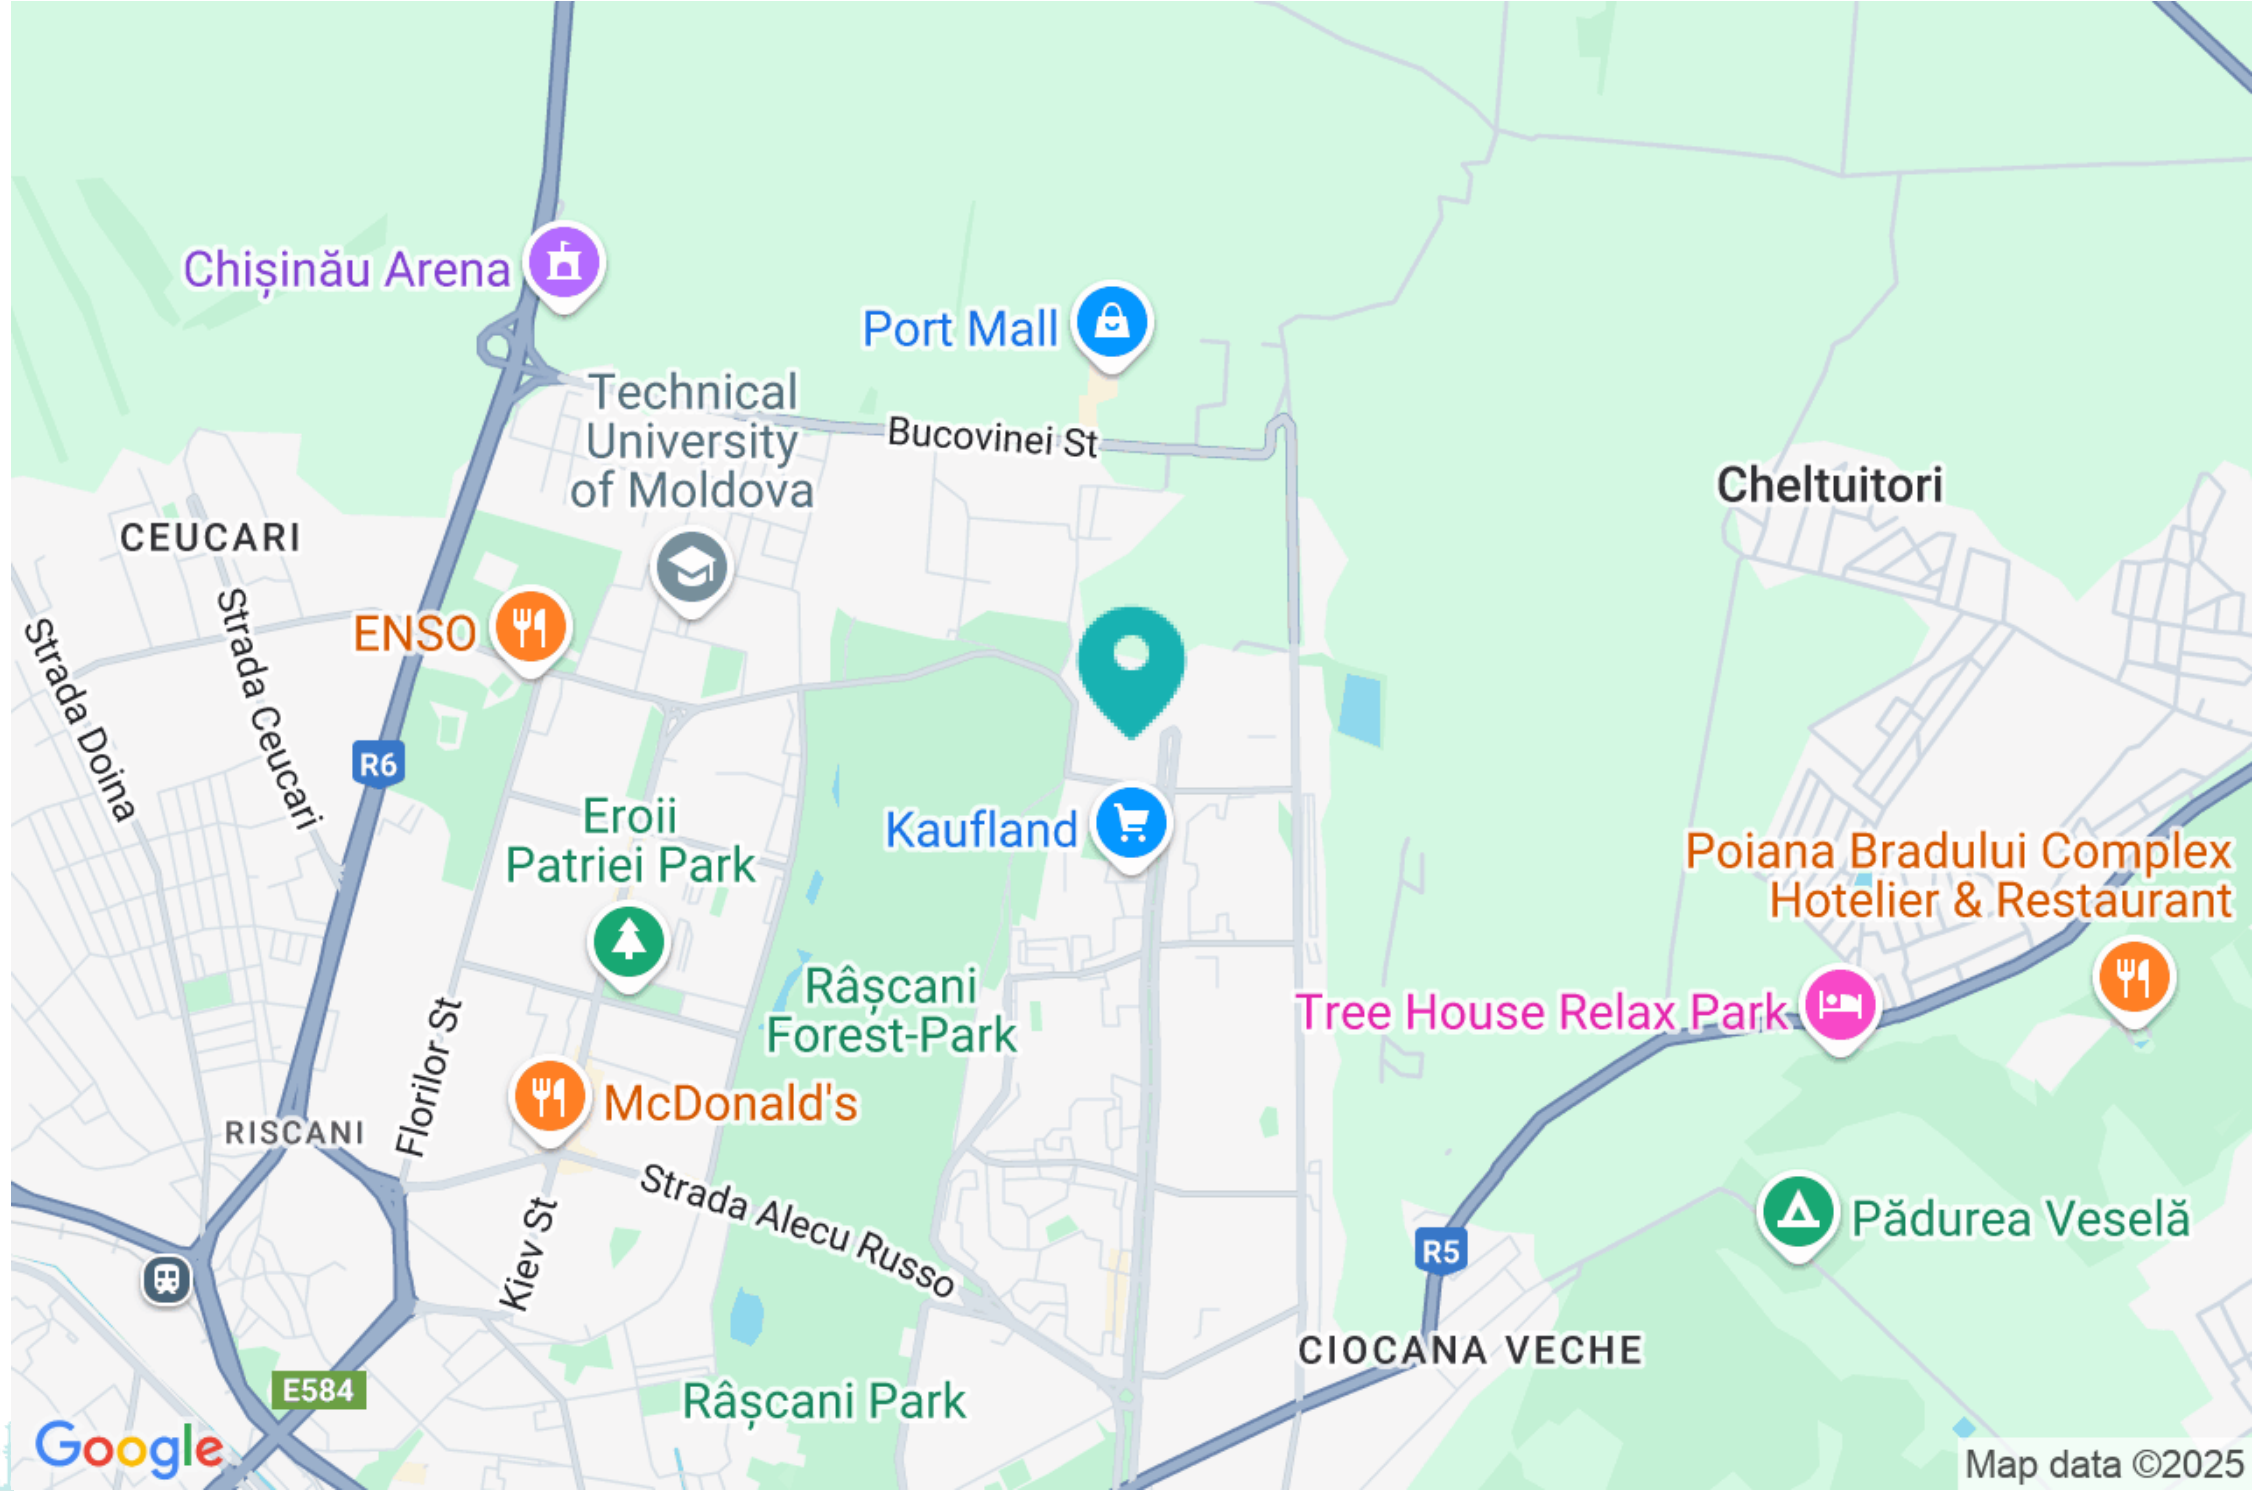 Chișinău Arena
Port Mall
Technical
University
of Moldova
Bucovinei St
Cheltuitori
CEUCARI
Strada Ceucari
ENSO
Strada Doina
R6
Eroii
Patriei Park
Kaufland
Poiana Bradului Complex
Hotelier & Restaurant
Râșcani
Forest-Park
Tree House Relax Park
Florilor St
McDonald's
RISCANI
Strada Alecu Russo
Kiev St
Pădurea Veselă
R5
CIOCANA VECHE
E584
Râșcani Park
Google
Map data ©2025